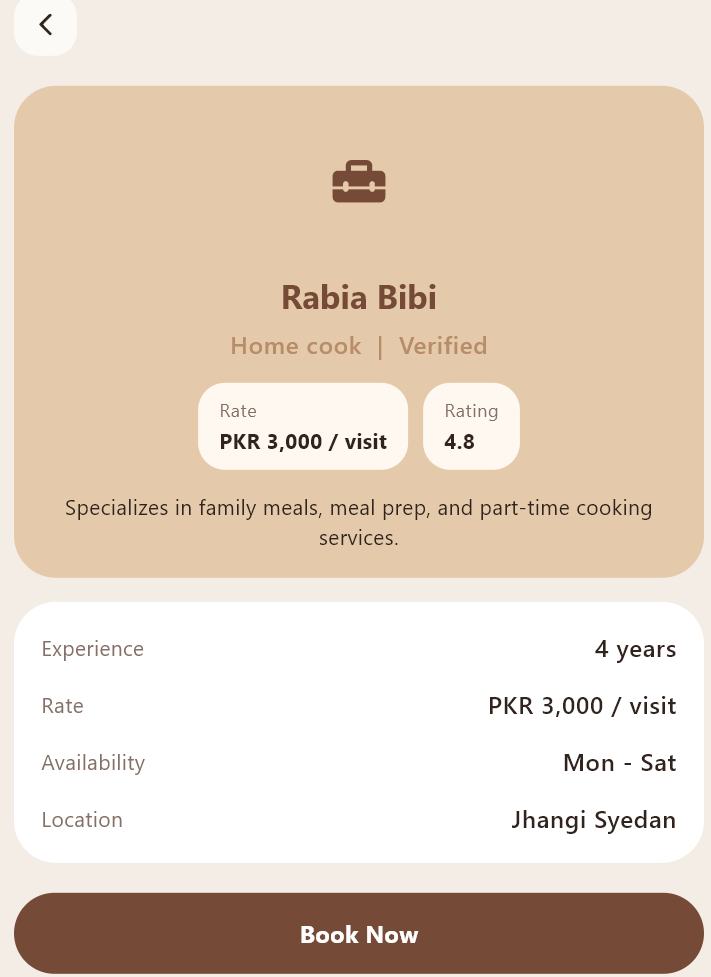 Rabia Bibi
Home cook | Verified
Rate
PKR 3,000 / visit
Rating
4.8
Specializes in family meals, meal prep, and part-time cooking
services.
Experience
4 years
Rate
PKR 3,000 / visit
Availability
Mon - Sat
Location
Jhangi Syedan
Book Now